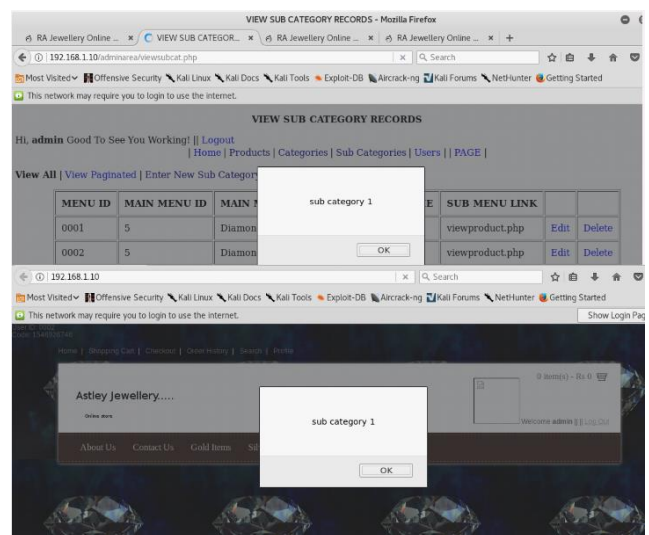 VIEW SUB CATEGORY RECORDS - Mozilla Firefox
RA Jewellery Online ... × VIEW SUB CATEGOR... × RA Jewellery Online ... × RA Jewellery Online ... × +
192.168.1.10/adminarea/viewsubcat.php Search
Most Visited Offensive Security Kali Linux Kali Docs Kali Tools Exploit-DB Aircrack-ng Kali Forums NetHunter Getting Started
This network may require you to login to use the internet.
VIEW SUB CATEGORY RECORDS
Hi, admin Good To See You Working! || Logout
| Home | Products | Categories | Sub Categories | Users | | PAGE |
View All | View Paginated | Enter New Sub Category
sub category 1
OK
MENU ID MAIN MENU ID MAIN E SUB MENU LINK
0001 5 Diamon viewproduct.php Edit Delete
0002 5 Diamon viewproduct.php Edit Delete
192.168.1.10 Search
Most Visited Offensive Security Kali Linux Kali Docs Kali Tools Exploit-DB Aircrack-ng Kali Forums NetHunter Getting Started
This network may require you to login to use the internet. Show Login Pag
User ID: 0002
Home | Shopping Cart | Checkout | Order History | Search | Profile
0 item(s) - Rs 0
Astley Jewellery.....
Online store
Welcome admin || Log Out
sub category 1
OK
About Us Contact Us Gold Items Sil